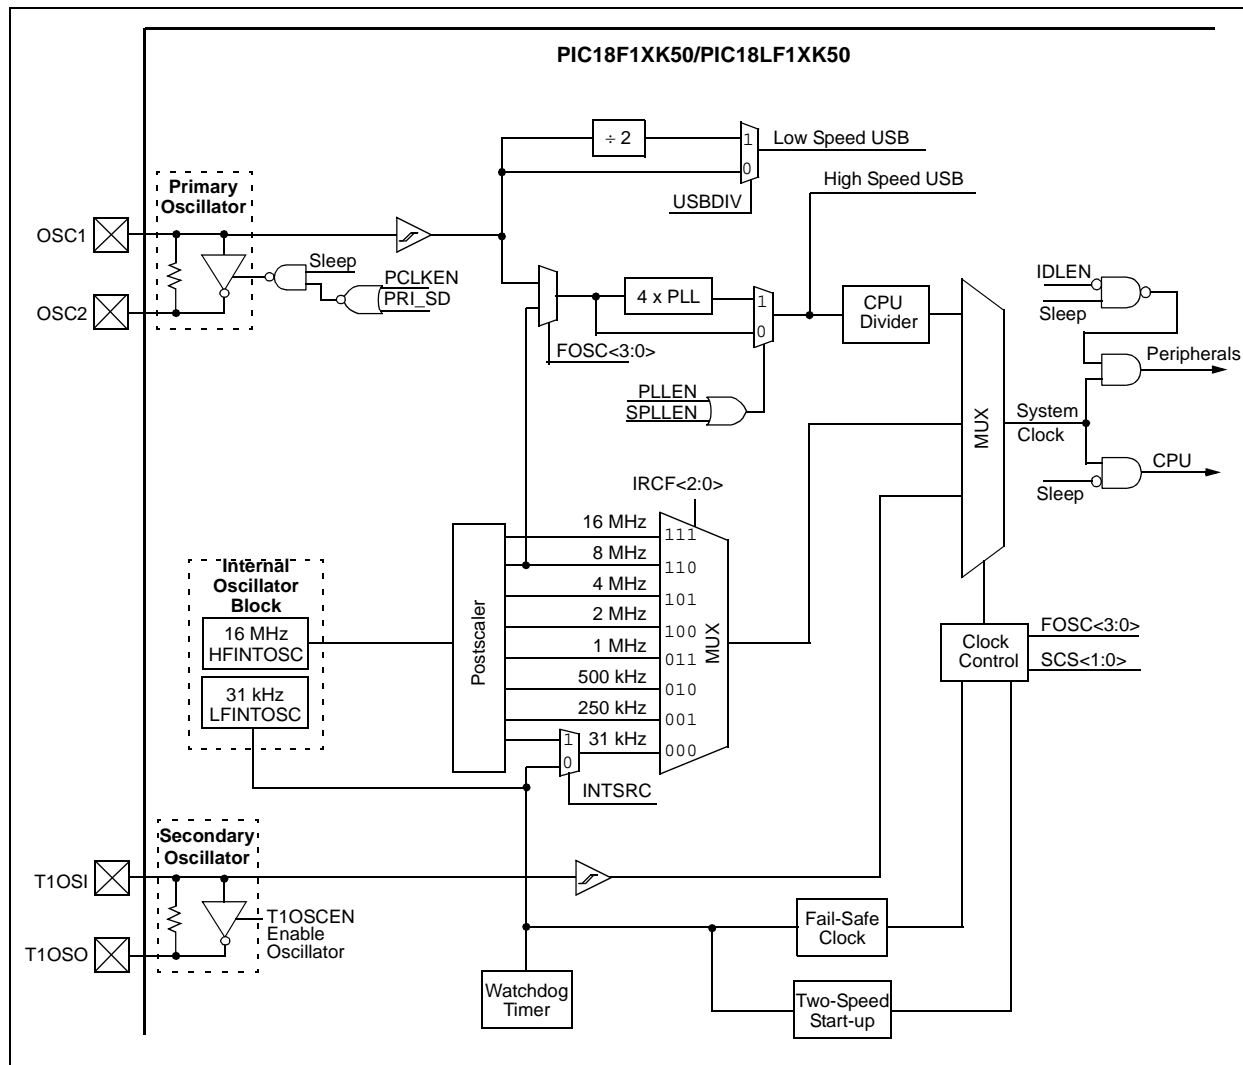 PIC18F1XK50/PIC18LF1XK50
÷ 2
1
0
Low Speed USB
USBDIV
High Speed USB
Primary
Oscillator
OSC1
OSC2
Sleep
PCLKEN
PRI_SD
4 x PLL
1
0
FOSC<3:0>
PLLEN
SPLLEN
CPU
Divider
MUX
IDLEN
Sleep
Peripherals
System
Clock
CPU
Sleep
IRCF<2:0>
Internal
Oscillator
Block
16 MHz
HFINTOSC
31 kHz
LFINTOSC
Postscaler
16 MHz
111
8 MHz
110
4 MHz
101
2 MHz
100
1 MHz
011
500 kHz
010
250 kHz
001
31 kHz
000
1
0
MUX
INTSRC
Clock
Control
FOSC<3:0>
SCS<1:0>
Secondary
Oscillator
T1OSI
T1OSO
T1OSCEN
Enable
Oscillator
Fail-Safe
Clock
Watchdog
Timer
Two-Speed
Start-up